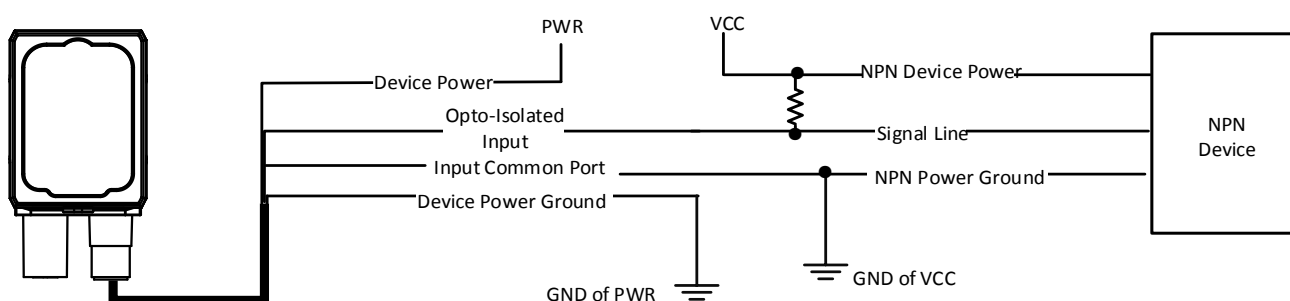 PWR
VCC
Device Power
NPN Device Power
Opto-Isolated
Input
Signal Line
NPN
Device
Input Common Port
NPN Power Ground
Device Power Ground
GND of VCC
GND of PWR